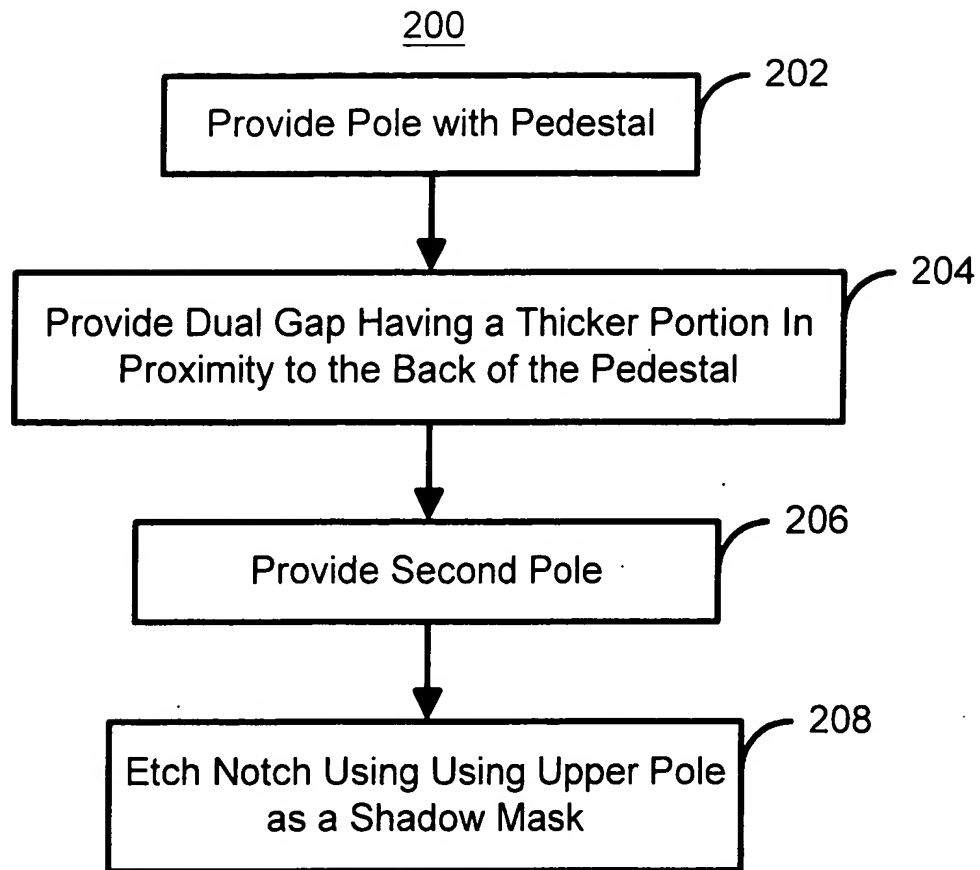 200
202
Provide Pole with Pedestal
204
Provide Dual Gap Having a Thicker Portion In
Proximity to the Back of the Pedestal
206
Provide Second Pole
208
Etch Notch Using Using Upper Pole
as a Shadow Mask